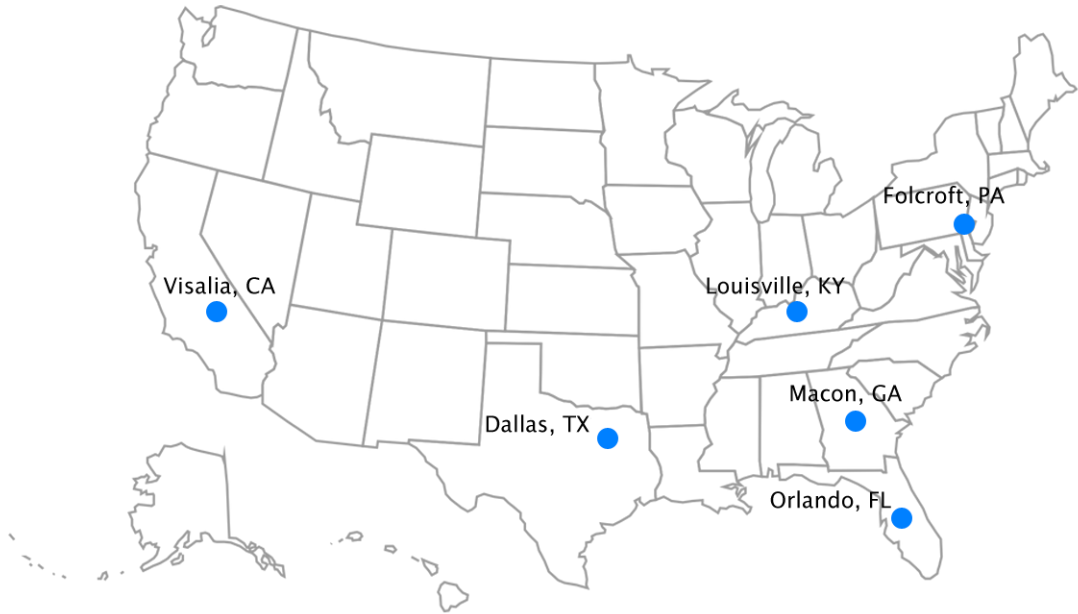 Folcroft, PA
Visalia, CA
Louisville, KY
Macon, GA
Dallas, TX
Orlando, FL